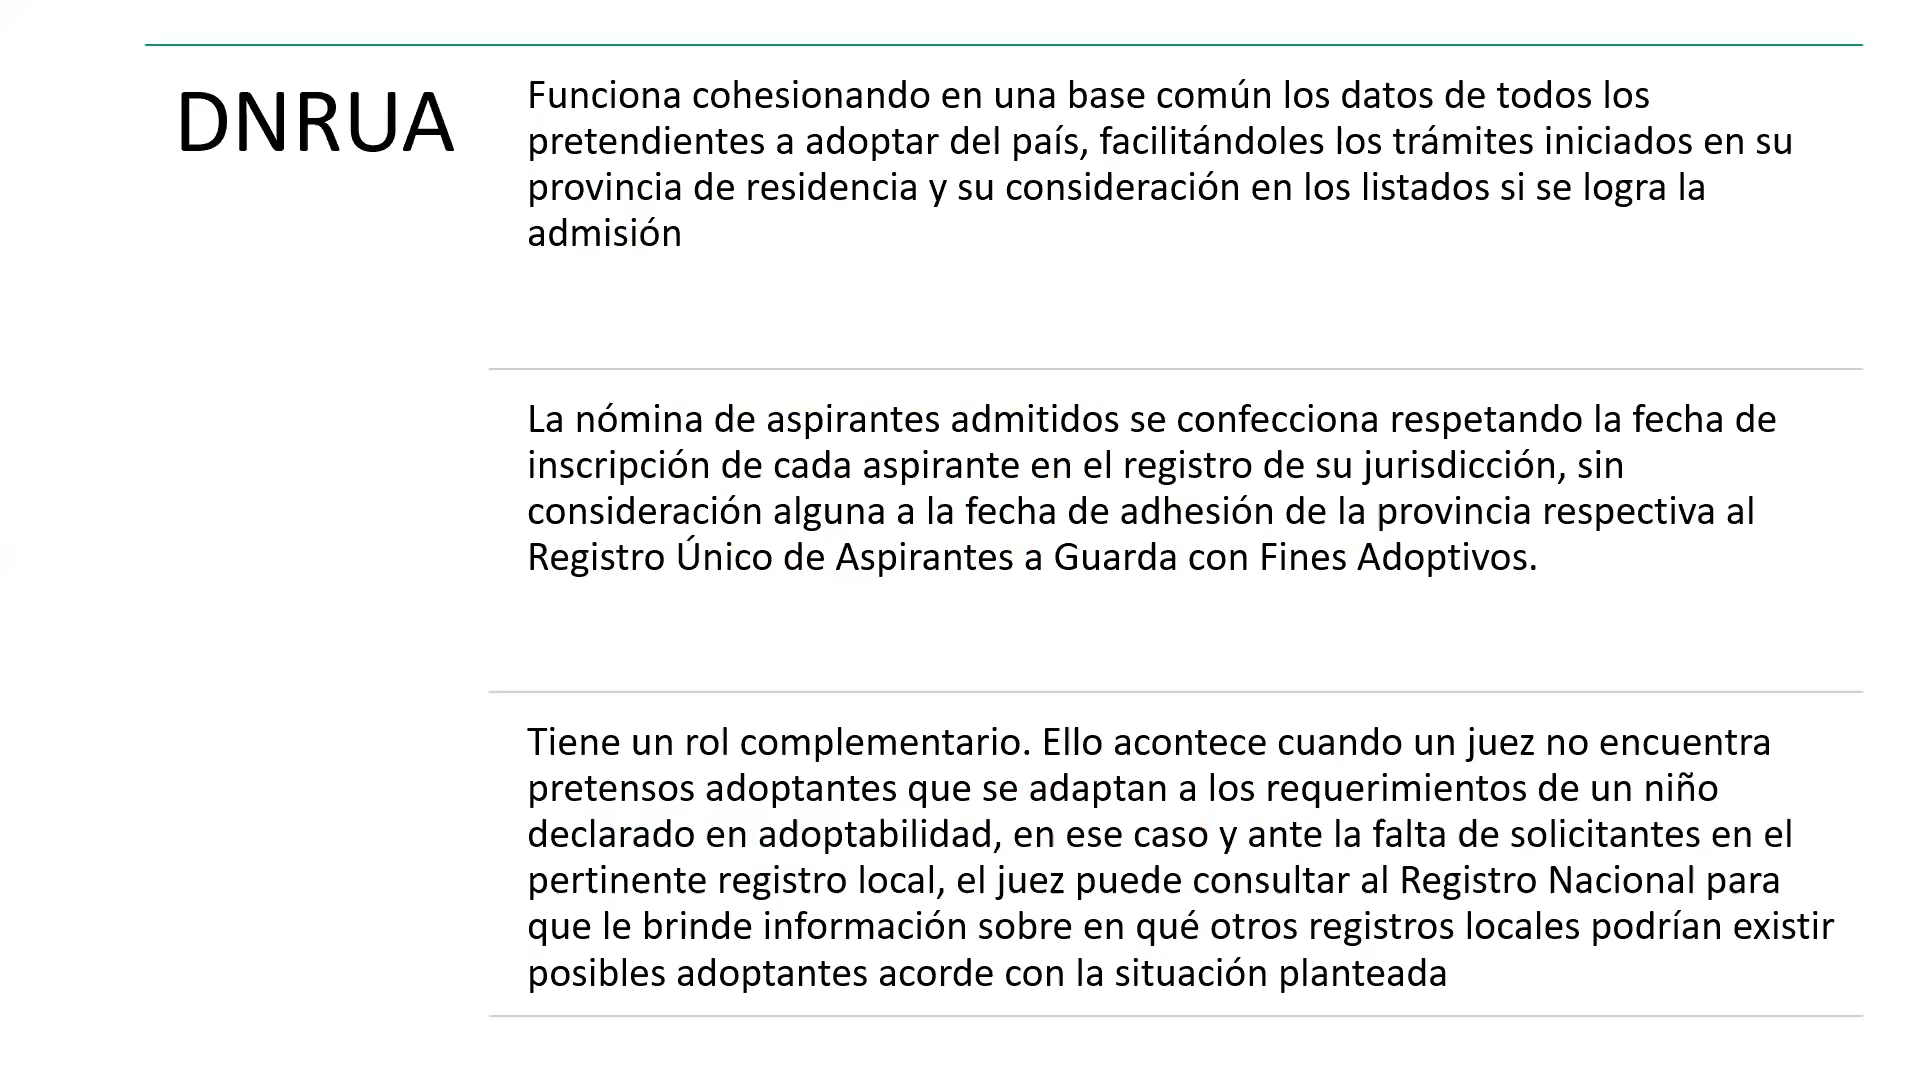 DNRUA
Funciona cohesionando en una base común los datos de todos los
pretendientes a adoptar del país, facilitándoles los trámites iniciados en su
provincia de residencia y su consideración en los listados si se logra la
admisión
La nómina de aspirantes admitidos se confecciona respetando la fecha de
inscripción de cada aspirante en el registro de su jurisdicción, sin
consideración alguna a la fecha de adhesión de la provincia respectiva al
Registro Único de Aspirantes a Guarda con Fines Adoptivos.
Tiene un rol complementario. Ello acontece cuando un juez no encuentra
pretensos adoptantes que se adaptan a los requerimientos de un niño
declarado en adoptabilidad, en ese caso y ante la falta de solicitantes en el
pertinente registro local, el juez puede consultar al Registro Nacional para
que le brinde información sobre en qué otros registros locales podrían existir
posibles adoptantes acorde con la situación planteada